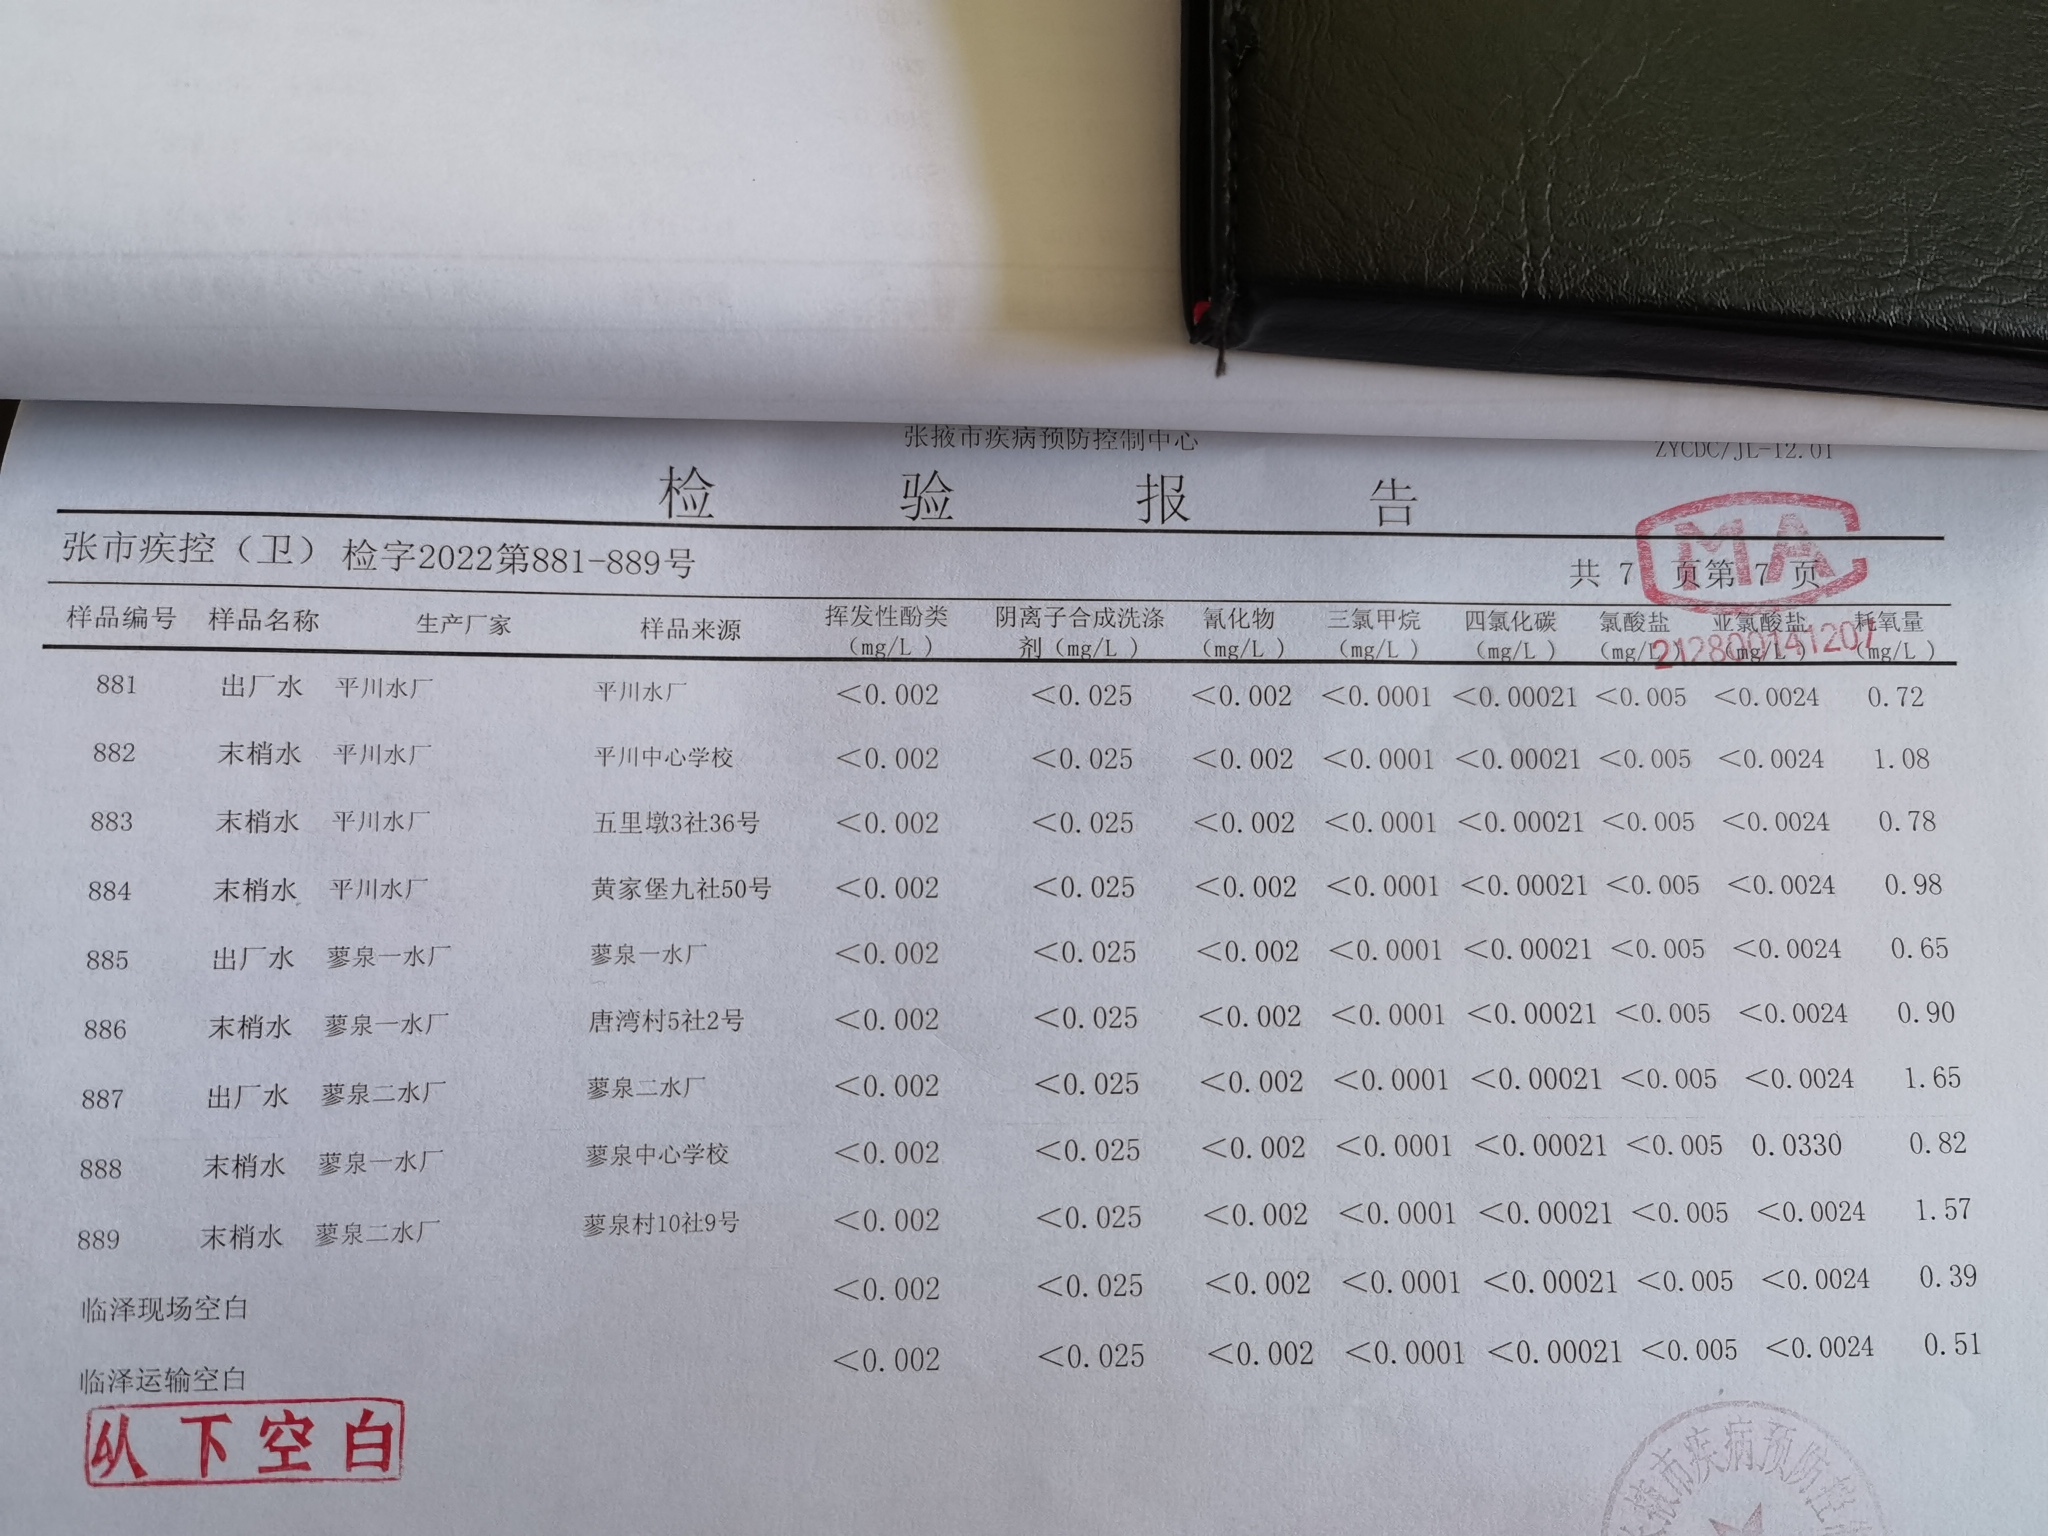 张掖市疾病预防控制中心
ZYCDC/JL-12.01
检 验 报 告
MA
张市疾控（卫） 检字2022第881-889号 共 7 页第 7 页
212800141207
样品编号 样品名称 生产厂家 样品来源 挥发性酚类（mg/L ） 阴离子合成洗涤剂（mg/L ） 氰化物（mg/L ） 三氯甲烷（mg/L ） 四氯化碳（mg/L ） 氯酸盐（mg/L ） 亚氯酸盐（mg/L ） 耗氧量（mg/L ）
881 出厂水 平川水厂 平川水厂 <0.002 <0.025 <0.002 <0.0001 <0.00021 <0.005 <0.0024 0.72
882 末梢水 平川水厂 平川中心学校 <0.002 <0.025 <0.002 <0.0001 <0.00021 <0.005 <0.0024 1.08
883 末梢水 平川水厂 五里墩3社36号 <0.002 <0.025 <0.002 <0.0001 <0.00021 <0.005 <0.0024 0.78
884 末梢水 平川水厂 黄家堡九社50号 <0.002 <0.025 <0.002 <0.0001 <0.00021 <0.005 <0.0024 0.98
885 出厂水 蓼泉一水厂 蓼泉一水厂 <0.002 <0.025 <0.002 <0.0001 <0.00021 <0.005 <0.0024 0.65
886 末梢水 蓼泉一水厂 唐湾村5社2号 <0.002 <0.025 <0.002 <0.0001 <0.00021 <0.005 <0.0024 0.90
887 出厂水 蓼泉二水厂 蓼泉二水厂 <0.002 <0.025 <0.002 <0.0001 <0.00021 <0.005 <0.0024 1.65
888 末梢水 蓼泉一水厂 蓼泉中心学校 <0.002 <0.025 <0.002 <0.0001 <0.00021 <0.005 0.0330 0.82
889 末梢水 蓼泉二水厂 蓼泉村10社9号 <0.002 <0.025 <0.002 <0.0001 <0.00021 <0.005 <0.0024 1.57
临泽现场空白 <0.002 <0.025 <0.002 <0.0001 <0.00021 <0.005 <0.0024 0.39
临泽运输空白 <0.002 <0.025 <0.002 <0.0001 <0.00021 <0.005 <0.0024 0.51
以下空白
掖市疾病预防控